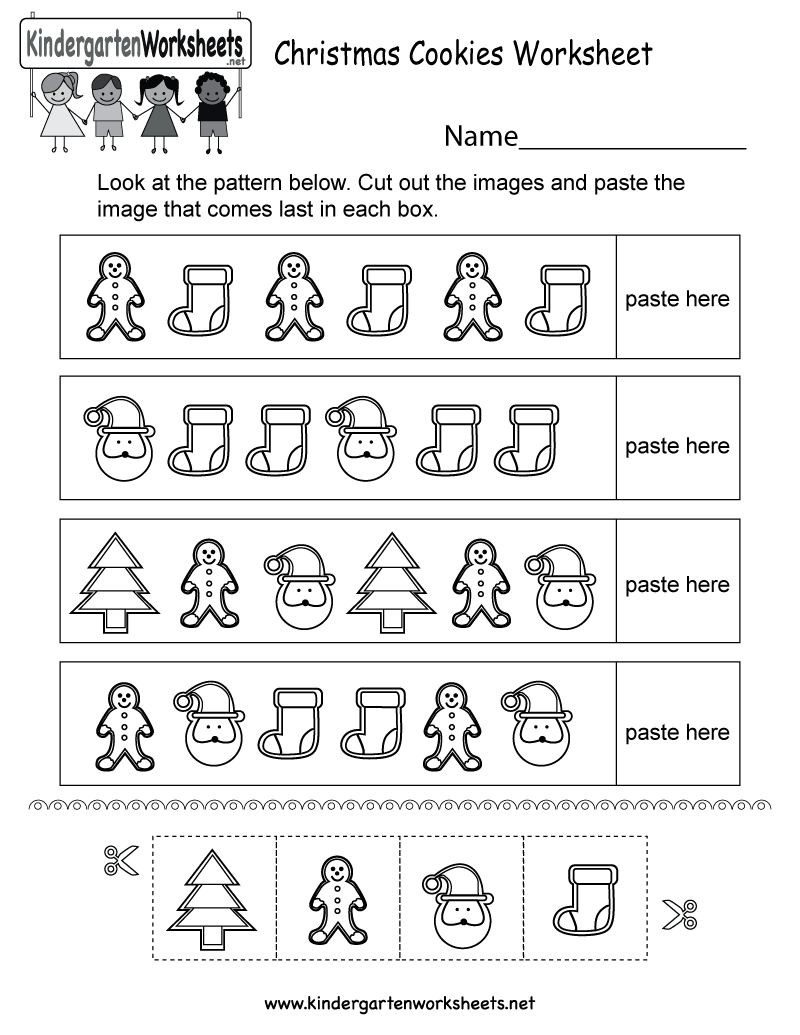 KindergartenWorksheets
.net
Christmas Cookies Worksheet
Name_________________
Look at the pattern below. Cut out the images and paste the
image that comes last in each box.
paste here
paste here
paste here
paste here
www.kindergartenworksheets.net